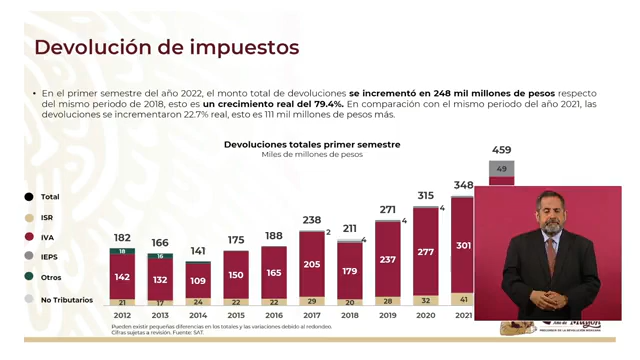 Devolución de impuestos
• En el primer semestre del año 2022, el monto total de devoluciones se incrementó en 248 mil millones de pesos respecto
del mismo periodo de 2018, esto es un crecimiento real del 79.4%. En comparación con el mismo periodo del año 2021, las
devoluciones se incrementaron 22.7% real, esto es 111 mil millones de pesos más.
Devoluciones totales primer semestre
Miles de millones de pesos
Total
ISR
IVA
IEPS
Otros
No Tributarios
182 166 141 175 188 238 211 271 315 348 459
18 16 2 4 4 4 49
142 132 109 150 165 205 179 237 277 301
21 17 24 22 22 29 20 28 32 41
2012 2013 2014 2015 2016 2017 2018 2019 2020 2021
Pueden existir pequeñas diferencias en los totales y las variaciones debido al redondeo.
Cifras sujetas a revisión. Fuente: SAT.
PRECURSOR DE LA REVOLUCIÓN MEXICANA